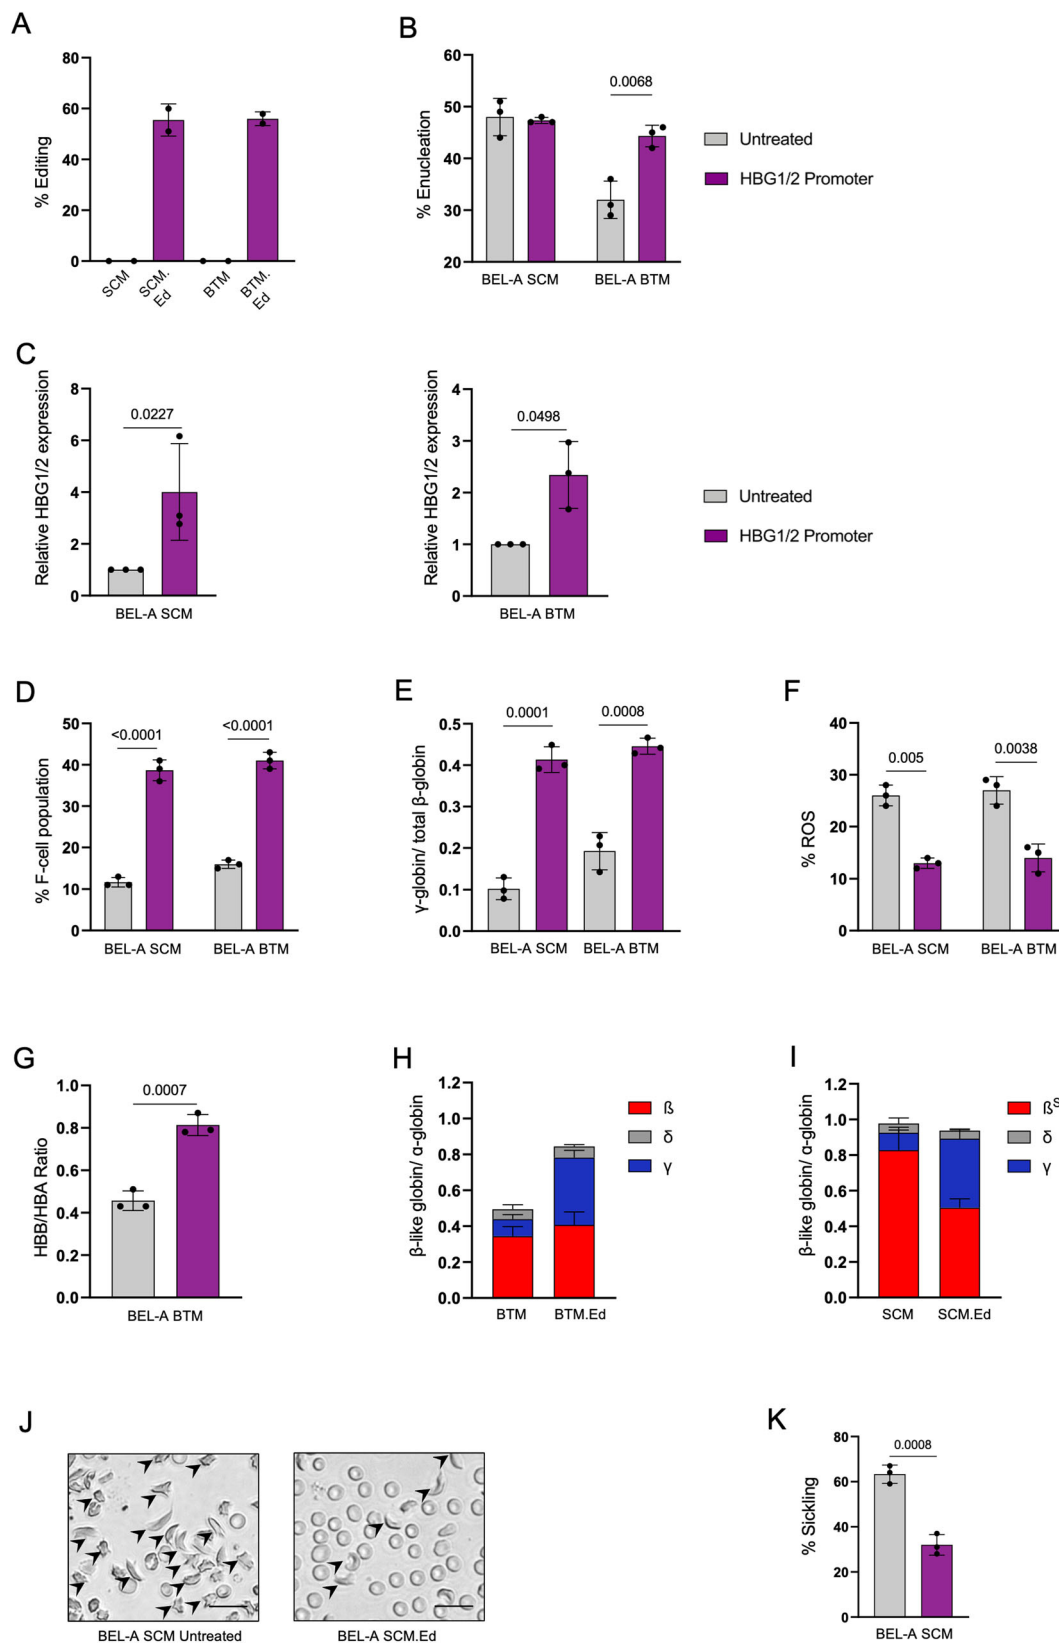 A
% Editing
80
60
40
20
0
SCM
SCM.
Ed
BTM
BTM.
Ed
B
% Enucleation
60
50
40
30
20
0.0068
BEL-A SCM
BEL-A BTM
Untreated
HBG1/2 Promoter
C
Relative HBG1/2 expression
8
6
4
2
0
0.0227
BEL-A SCM
Relative HBG1/2 expression
4
3
2
1
0
0.0498
BEL-A BTM
Untreated
HBG1/2 Promoter
D
% F-cell population
50
40
30
20
10
0
<0.0001
<0.0001
BEL-A SCM
BEL-A BTM
E
γ-globin/ total β-globin
0.5
0.4
0.3
0.2
0.1
0.0
0.0001
0.0008
BEL-A SCM
BEL-A BTM
F
% ROS
40
30
20
10
0
0.005
0.0038
BEL-A SCM
BEL-A BTM
G
HBB/HBA Ratio
1.0
0.8
0.6
0.4
0.2
0.0
0.0007
BEL-A BTM
H
β-like globin/ α-globin
1.2
1.0
0.8
0.6
0.4
0.2
0.0
BTM
BTM.Ed
ß
δ
γ
I
β-like globin/ α-globin
1.2
1.0
0.8
0.6
0.4
0.2
0.0
SCM
SCM.Ed
ßS
δ
γ
J
BEL-A SCM Untreated
BEL-A SCM.Ed
K
% Sickling
80
60
40
20
0
0.0008
BEL-A SCM